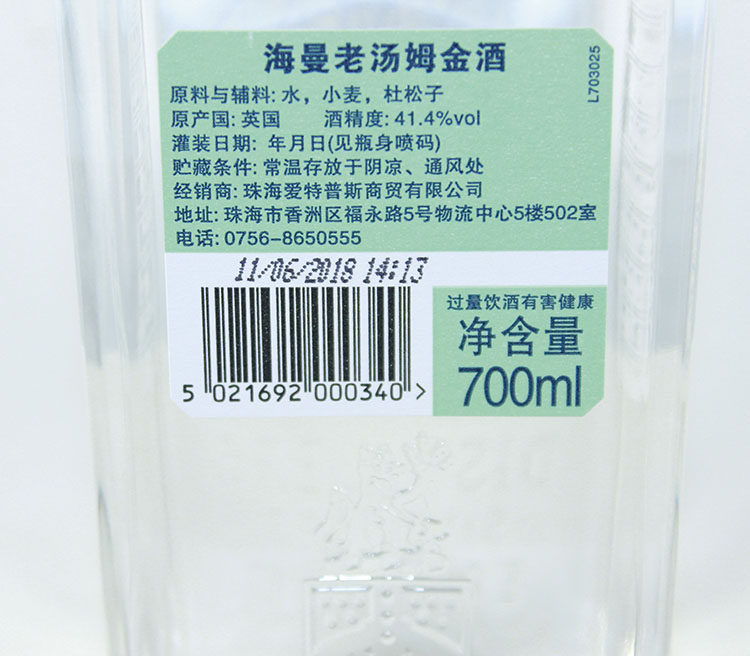 海曼老汤姆金酒
L703025
原料与辅料: 水，小麦，杜松子
原产国: 英国 酒精度: 41.4%vol
灌装日期: 年月日(见瓶身喷码)
贮藏条件: 常温存放于阴凉、通风处
经销商: 珠海爱特普斯商贸有限公司
地址: 珠海市香洲区福永路5号物流中心5楼502室
电话: 0756-8650555
11/06/2018 14:13
5 021692 000340 >
过量饮酒有害健康
净含量
700ml